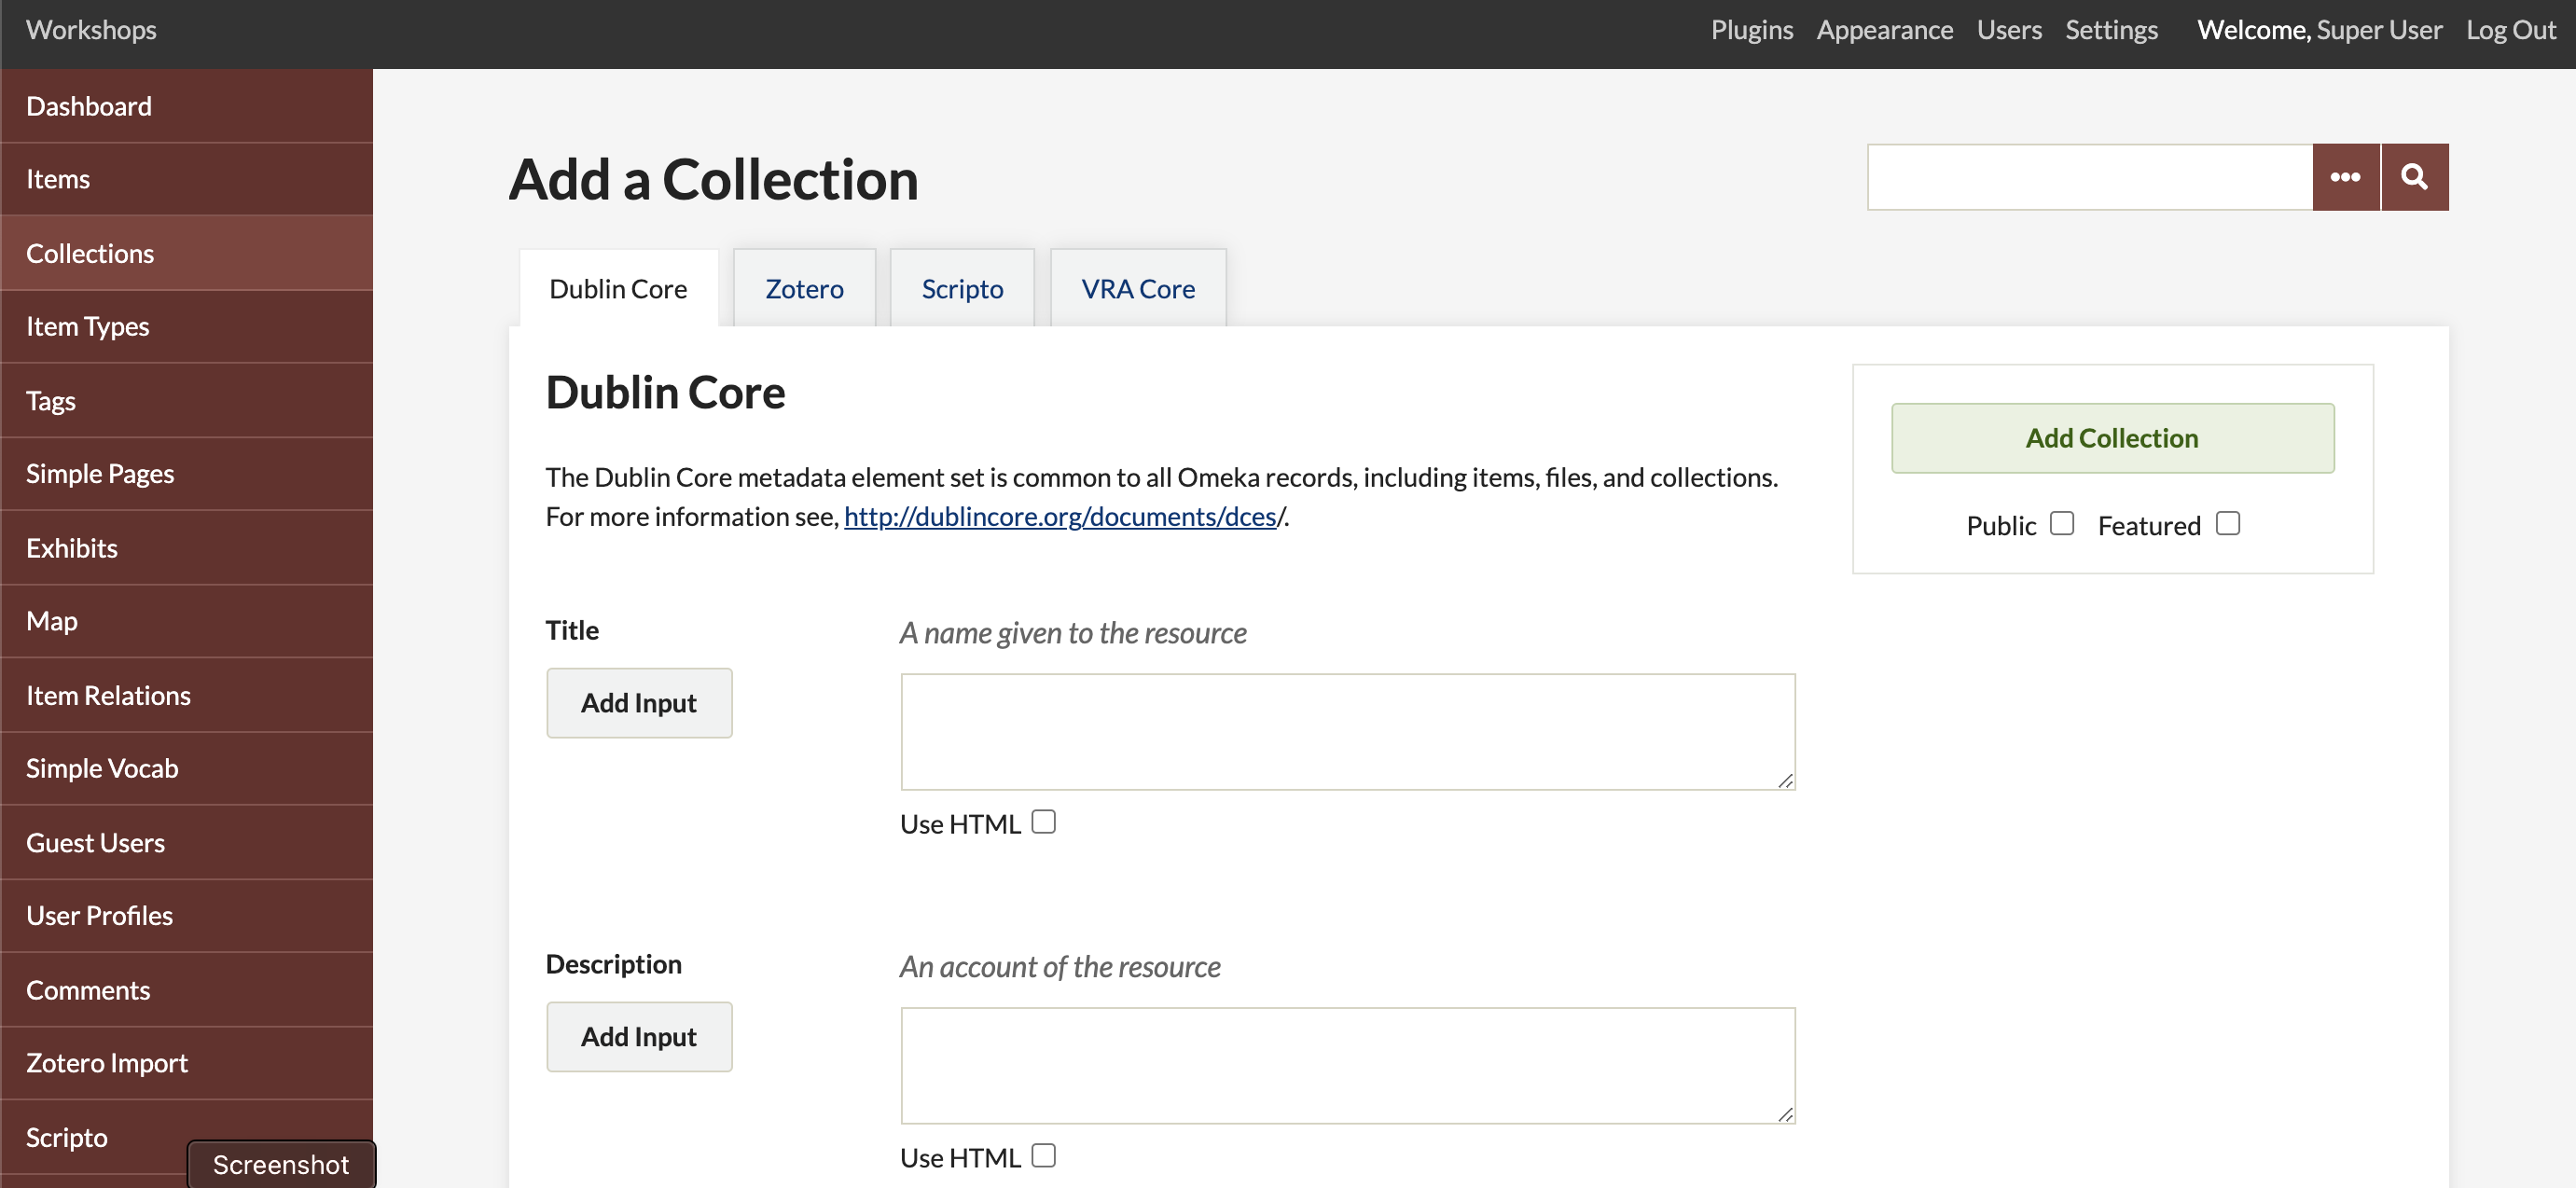 Workshops
Plugins Appearance Users Settings Welcome, Super User Log Out
Dashboard
Items
Collections
Item Types
Tags
Simple Pages
Exhibits
Map
Item Relations
Simple Vocab
Guest Users
User Profiles
Comments
Zotero Import
Scripto
Screenshot
Add a Collection
Dublin Core
Zotero
Scripto
VRA Core
Dublin Core
The Dublin Core metadata element set is common to all Omeka records, including items, files, and collections.
For more information see, http://dublincore.org/documents/dces/.
Add Collection
Public Featured
Title
A name given to the resource
Add Input
Use HTML
Description
An account of the resource
Add Input
Use HTML